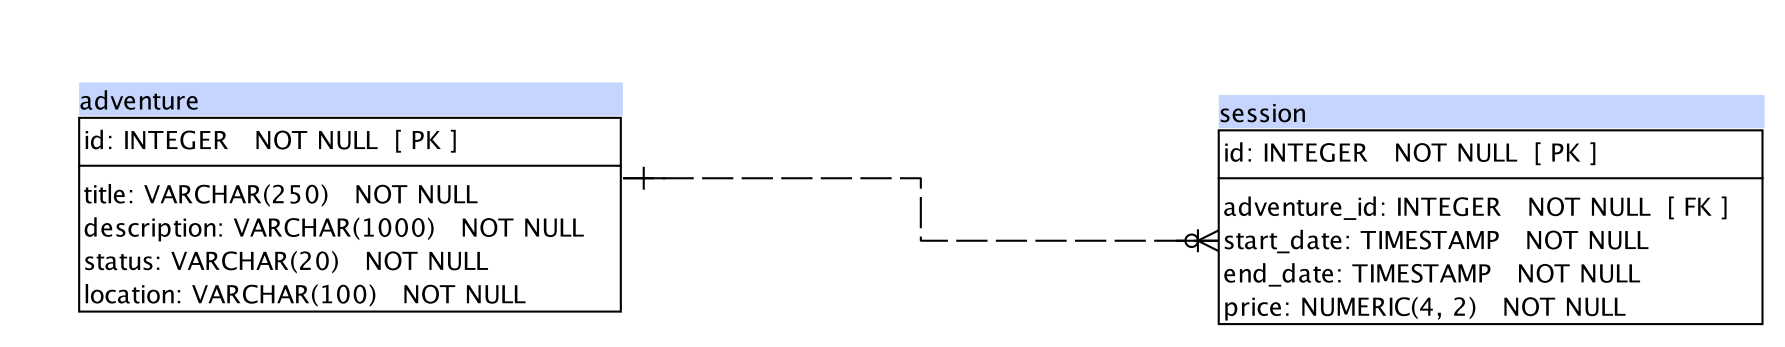 adventure
id: INTEGER NOT NULL [ PK ]
title: VARCHAR(250) NOT NULL
description: VARCHAR(1000) NOT NULL
status: VARCHAR(20) NOT NULL
location: VARCHAR(100) NOT NULL
session
id: INTEGER NOT NULL [ PK ]
adventure_id: INTEGER NOT NULL [ FK ]
start_date: TIMESTAMP NOT NULL
end_date: TIMESTAMP NOT NULL
price: NUMERIC(4, 2) NOT NULL